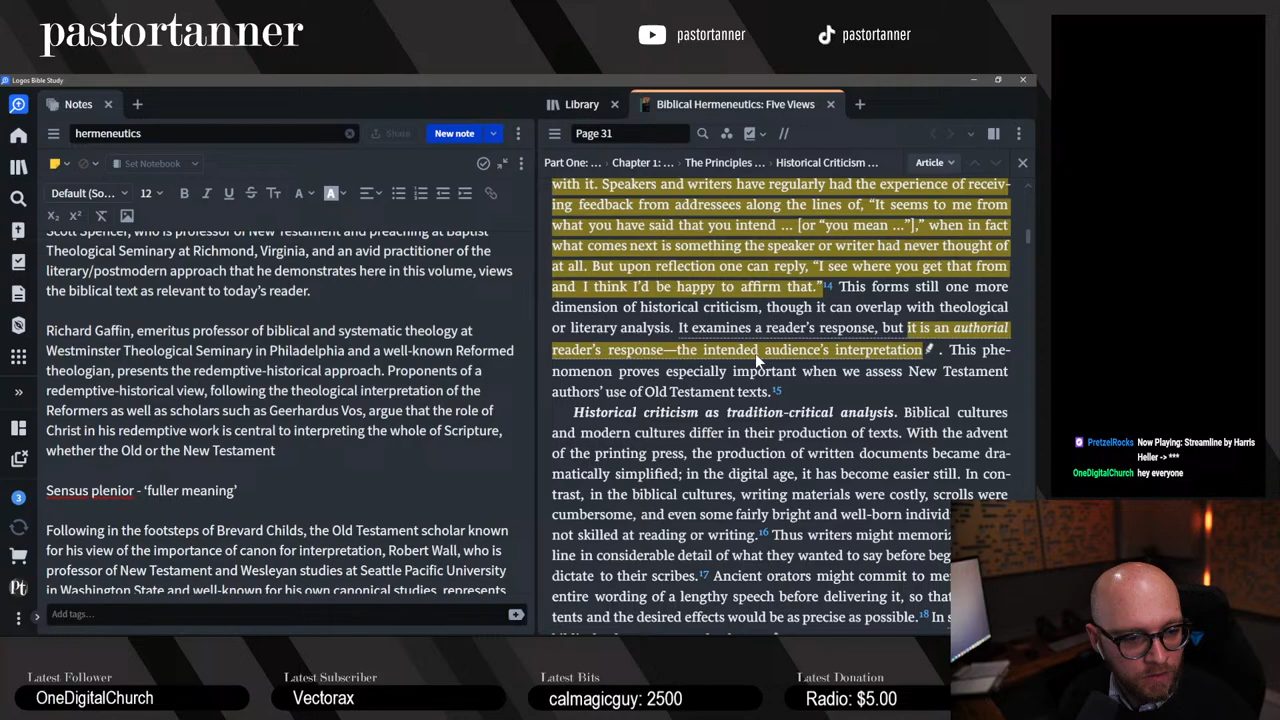 pastortanner
pastortanner
pastortanner
Logos Bible Study
Notes
Library
Biblical Hermeneutics: Five Views
hermeneutics
Share
New note
Page 31
Set Notebook
Part One: ...
Chapter 1: ...
The Principles ...
Historical Criticism ...
Article
Default (So...
12
Scott Spencer, who is professor of New Testament and preaching at Baptist
Theological Seminary at Richmond, Virginia, and an avid practitioner of the
literary/postmodern approach that he demonstrates here in this volume, views
the biblical text as relevant to today's reader.
Richard Gaffin, emeritus professor of biblical and systematic theology at
Westminster Theological Seminary in Philadelphia and a well-known Reformed
theologian, presents the redemptive-historical approach. Proponents of a
redemptive-historical view, following the theological interpretation of the
Reformers as well as scholars such as Geerhardus Vos, argue that the role of
Christ in his redemptive work is central to interpreting the whole of Scripture,
whether the Old or the New Testament
Sensus plenior - ‘fuller meaning’
Following in the footsteps of Brevard Childs, the Old Testament scholar known
for his view of the importance of canon for interpretation, Robert Wall, who is
professor of New Testament and Wesleyan studies at Seattle Pacific University
in Washington State and well-known for his own canonical studies, represents
Add tags...
with it. Speakers and writers have regularly had the experience of receiv-
ing feedback from addressees along the lines of, “It seems to me from
what you have said that you intend ... [or “you mean ...”],” when in fact
what comes next is something the speaker or writer had never thought of
at all. But upon reflection one can reply, “I see where you get that from
and I think I’d be happy to affirm that.”14 This forms still one more
dimension of historical criticism, though it can overlap with theological
or literary analysis. It examines a reader’s response, but it is an authorial
reader’s response—the intended audience’s interpretation. This phe-
nomenon proves especially important when we assess New Testament
authors’ use of Old Testament texts.15
Historical criticism as tradition-critical analysis. Biblical cultures
and modern cultures differ in their production of texts. With the advent
of the printing press, the production of written documents became dra-
matically simplified; in the digital age, it has become easier still. In con-
trast, in the biblical cultures, writing materials were costly, scrolls were
cumbersome, and even some fairly bright and well-born individ
not skilled at reading or writing.16 Thus writers might memoriz
line in considerable detail of what they wanted to say before beg
dictate to their scribes.17 Ancient orators might commit to me
entire wording of a lengthy speech before delivering it, so that
tents and the desired effects would be as precise as possible.18 In s
PretzelRocks Now Playing: Streamline by Harris
Heller -> ***
OneDigitalChurch hey everyone
3
Pt
Latest Follower
OneDigitalChurch
Latest Subscriber
Vectorax
Latest Bits
calmagicguy: 2500
Latest Donation
Radio: $5.00